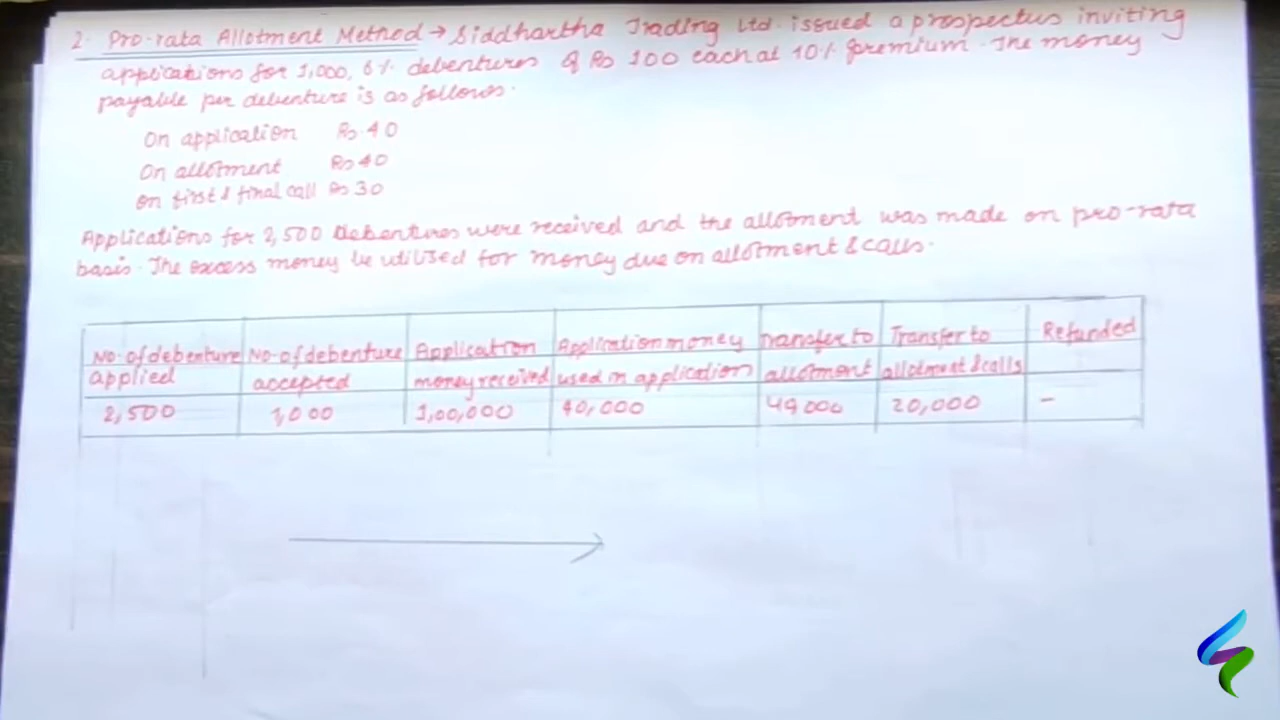 2. Pro-rata Allotment Method → Siddhartha Trading Ltd. issued a prospectus inviting
applications for 1,000, 6% debentures of Rs 100 each at 10% premium. The money
payable per debenture is as follows.
On application Rs. 40
On allotment Rs 40
On first & final call Rs 30
Applications for 2,500 Debentures were received and the allotment was made on pro-rata
basis. The excess money be utilised for money due on allotment & calls.
No. of debenture applied No. of debenture accepted Application money received Application money used in application Transfer to allotment Transfer to allotment & calls Refunded
2,500 1,000 1,00,000 40,000 40,000 20,000 -